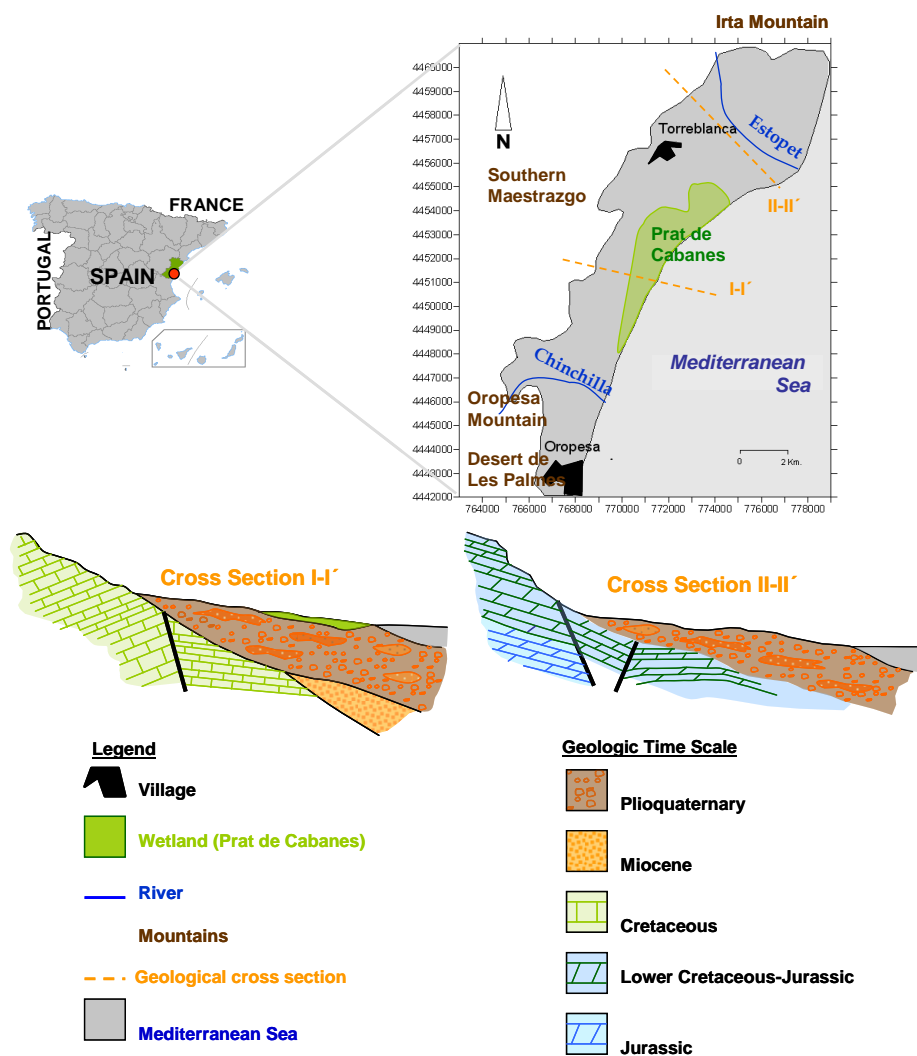 Irta Mountain
4465000
4459000
4458000
4457000
4456000
4455000
4454000
4453000
4452000
4451000
4450000
4449000
4448000
4447000
4446000
4445000
4444000
4443000
4442000
N
Torreblanca
Estopet
Southern
Maestrazgo
II-II´
Prat de
Cabanes
I-I´
Mediterranean
Sea
Chinchilla
Oropesa
Mountain
Oropesa
Desert de
Les Palmes
0 2 Km.
764000 766000 768000 770000 772000 774000 776000 778000
FRANCE
PORTUGAL
SPAIN
Cross Section I-I´
Cross Section II-II´
Legend
Village
Wetland (Prat de Cabanes)
River
Mountains
Geological cross section
Mediterranean Sea
Geologic Time Scale
Plioquaternary
Miocene
Cretaceous
Lower Cretaceous-Jurassic
Jurassic